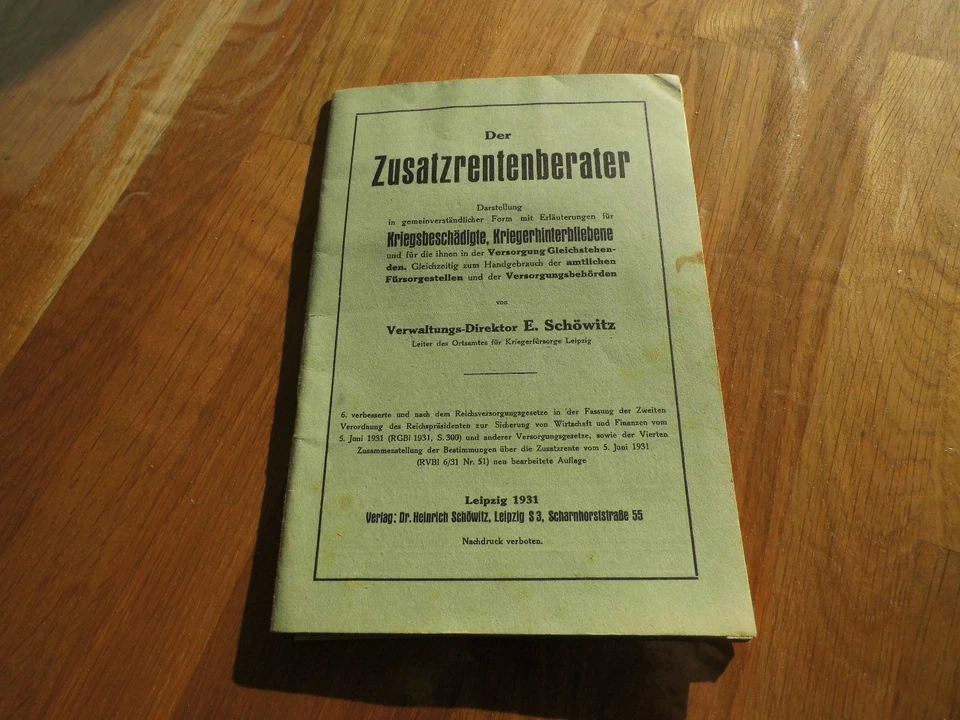 Der
Zusatzrentenberater
Darstellung
in gemeinverständlicher Form mit Erläuterungen für
Kriegsbeschädigte, Kriegerhinterbliebene
und für die ihnen in der Versorgung Gleichstehen-
den. Gleichzeitig zum Handgebrauch der amtlichen
Fürsorgestellen und der Versorgungsbehörden
von
Verwaltungs-Direktor E. Schöwitz
Leiter des Ortsamtes für Kriegerfürsorge Leipzig
6. verbesserte und nach dem Reichsversorgungsgesetze in der Fassung der Zweiten
Verordnung des Reichspräsidenten zur Sicherung von Wirtschaft und Finanzen vom
5. Juni 1931 (RGBl 1931, S. 300) und anderer Versorgungsgesetze, sowie der Vierten
Zusammenstellung der Bestimmungen über die Zusatzrente vom 5. Juni 1931
(RVBl 6/31 Nr. 51) neu bearbeitete Auflage
Leipzig 1931
Verlag: Dr. Heinrich Schöwitz, Leipzig S 3, Scharnhorststraße 55
Nachdruck verboten.